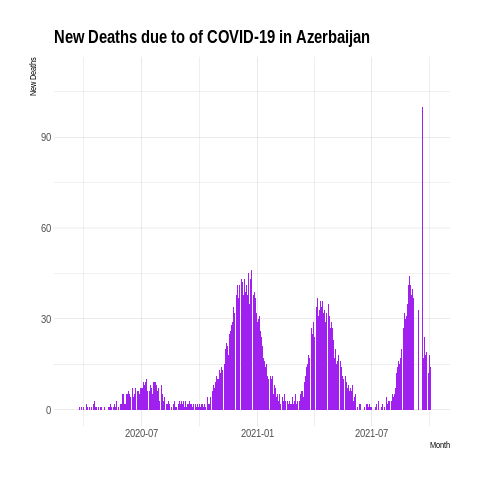 New Deaths due to of COVID-19 in Azerbaijan
New Deaths
90
60
30
0
2020-07
2021-01
2021-07
Month